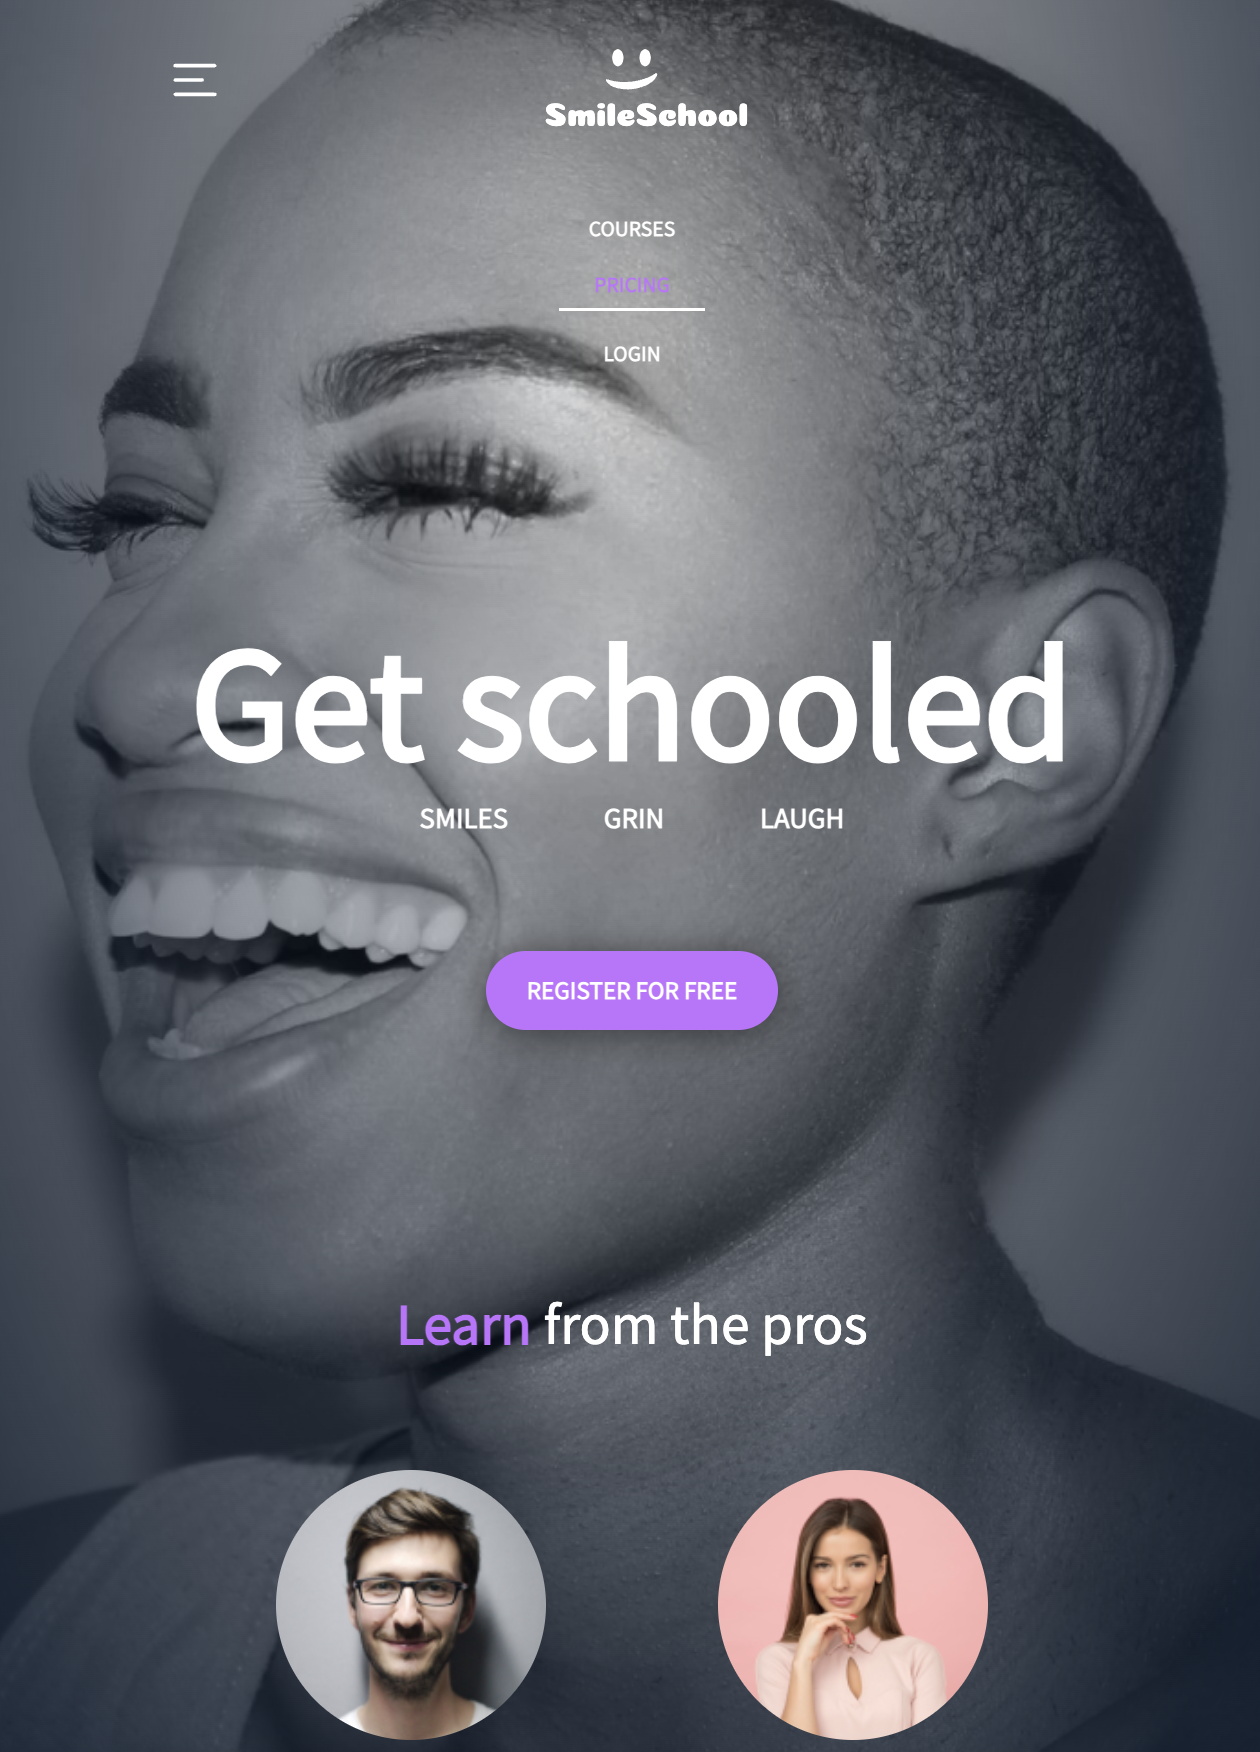 SmileSchool
COURSES
PRICING
LOGIN
Get schooled
SMILES GRIN LAUGH
REGISTER FOR FREE
Learn from the pros